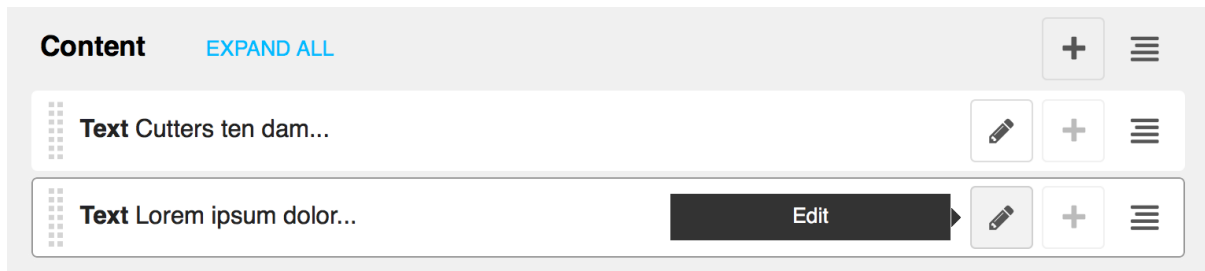 Content EXPAND ALL
Text Cutters ten dam...
Text Lorem ipsum dolor... Edit